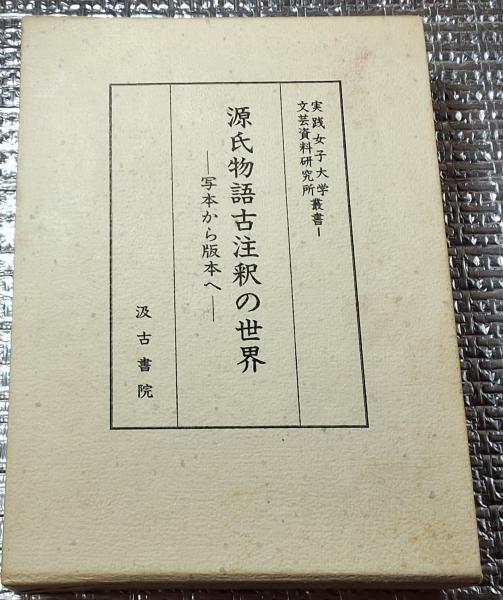 実践女子大学
文芸資料研究所
叢書Ⅰ
源氏物語古注釈の世界
―写本から版本へ―
汲古書院